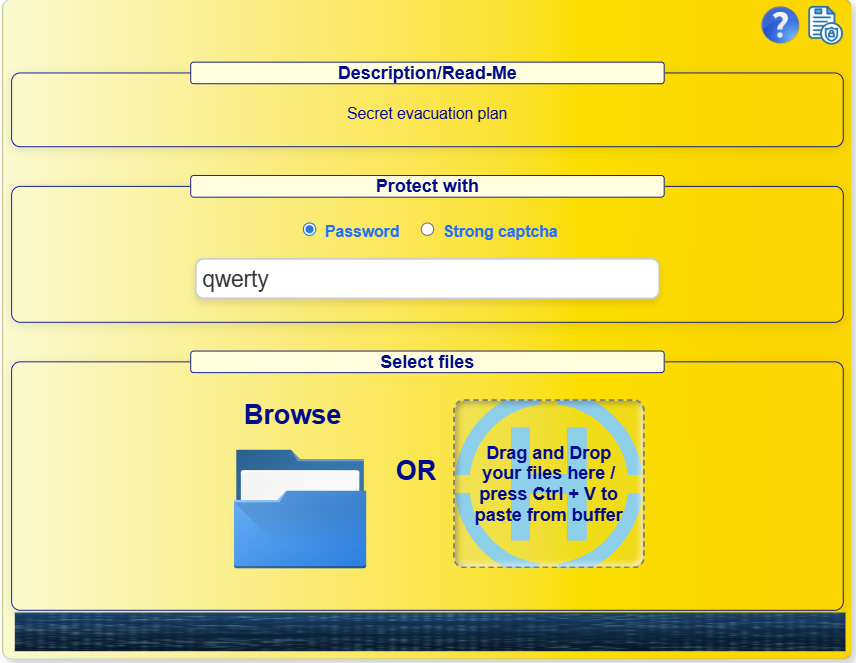 ?
Description/Read-Me
Secret evacuation plan
Protect with
Password
Strong captcha
qwerty
Select files
Browse
OR
Drag and Drop
your files here /
press Ctrl + V to
paste from buffer